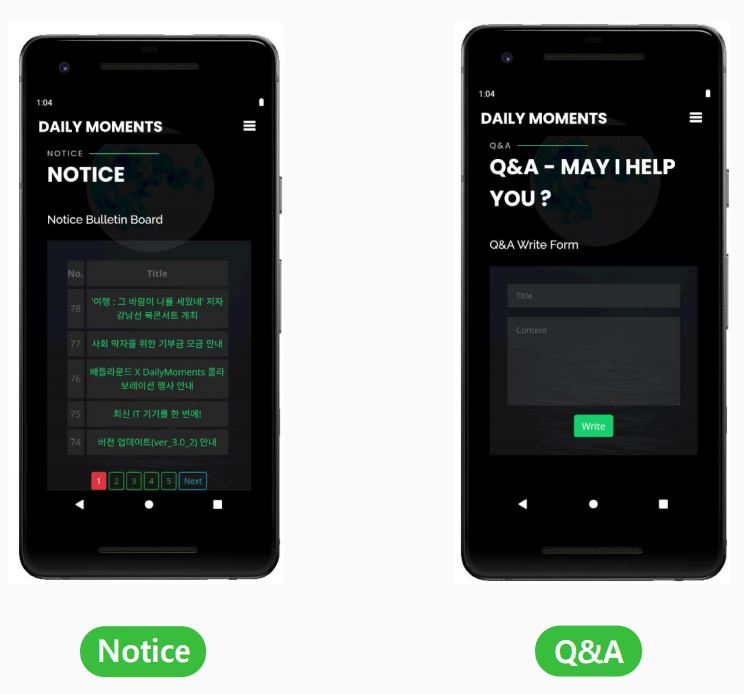 1:04
DAILY MOMENTS
NOTICE
NOTICE
Notice Bulletin Board
No. Title
78 '여행 : 그 바람이 나를 세웠네' 저자
강남선 북콘서트 개최
77 사회 약자를 위한 기부금 모금 안내
76 배틀라운드 X DailyMoments 콜라
보레이션 행사 안내
75 최신 IT 기기를 한 번에!
74 버전 업데이트(ver_3.0_2) 안내
1 2 3 4 5 Next
Notice
1:04
DAILY MOMENTS
Q&A
Q&A - MAY I HELP
YOU ?
Q&A Write Form
Title
Content
Write
Q&A